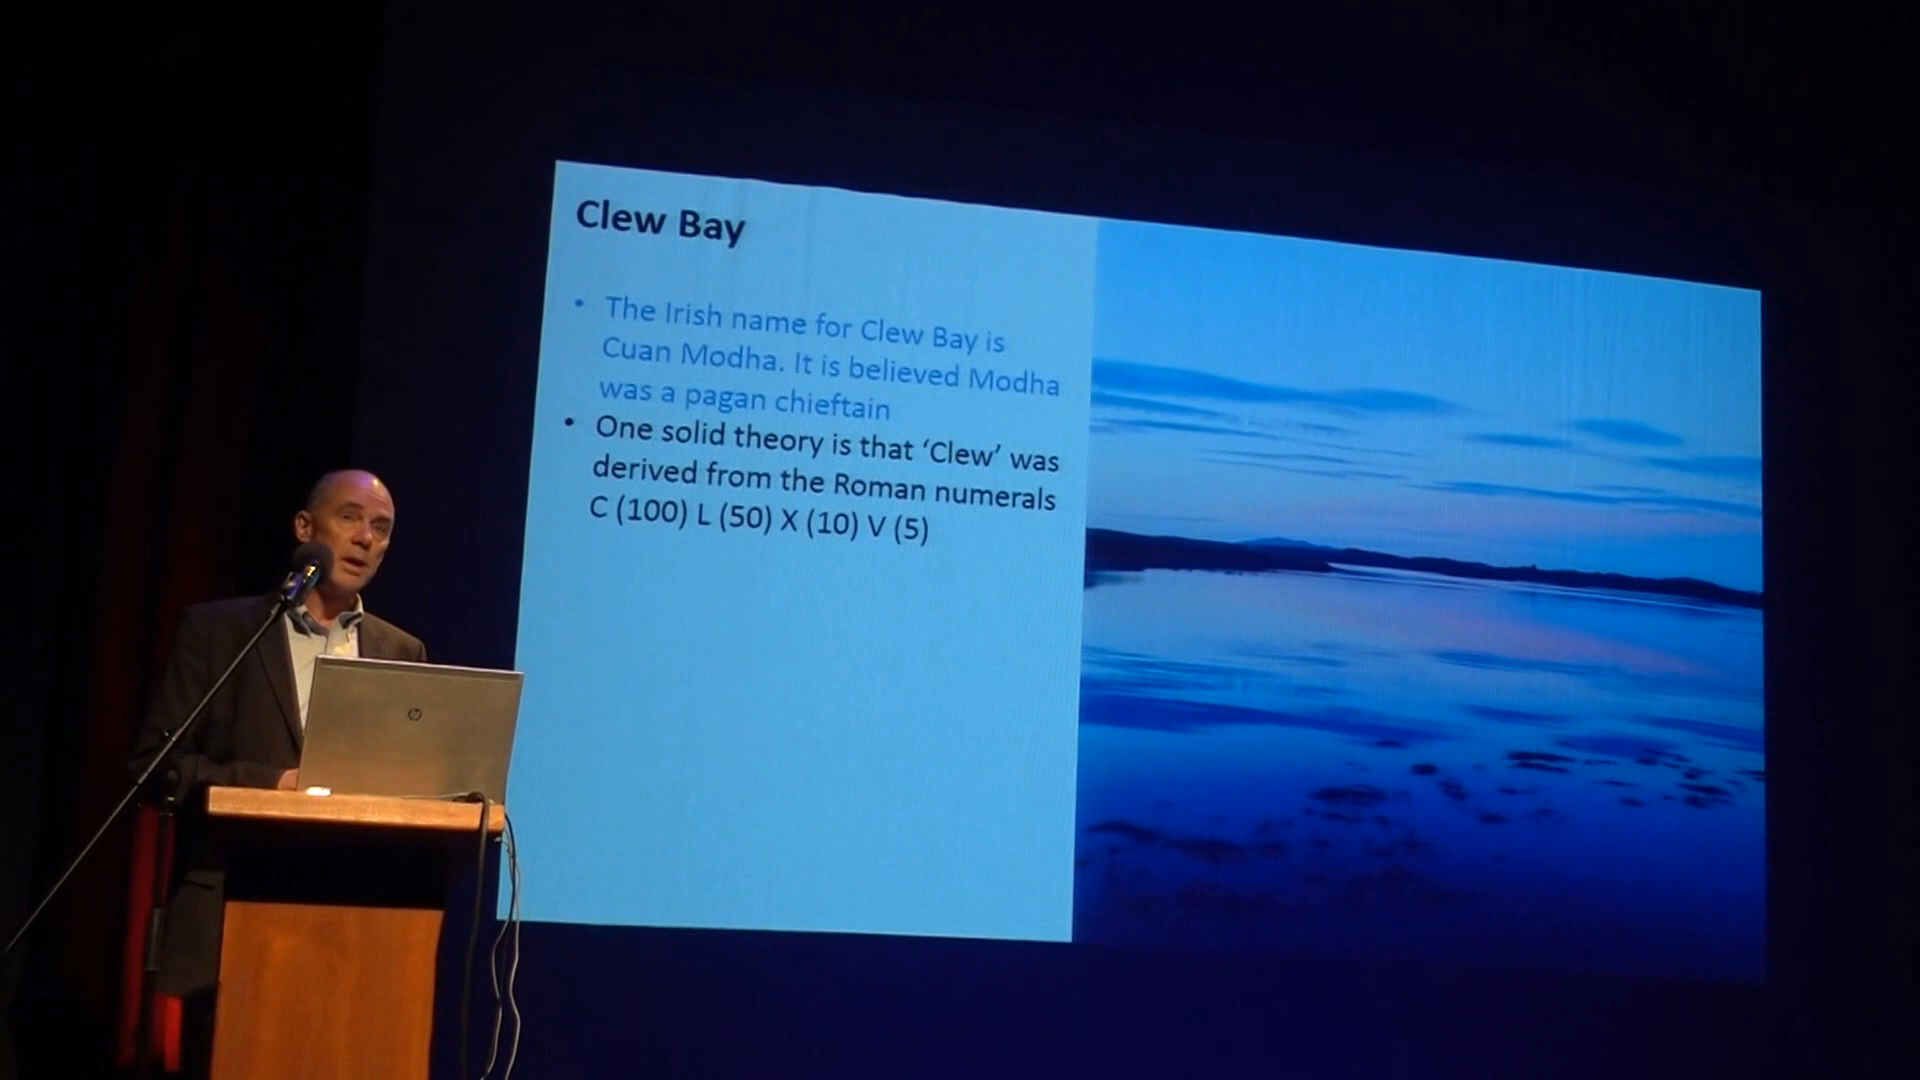 Clew Bay
• The Irish name for Clew Bay is
Cuan Modha. It is believed Modha
was a pagan chieftain
• One solid theory is that ‘Clew’ was
derived from the Roman numerals
C (100) L (50) X (10) V (5)
hp